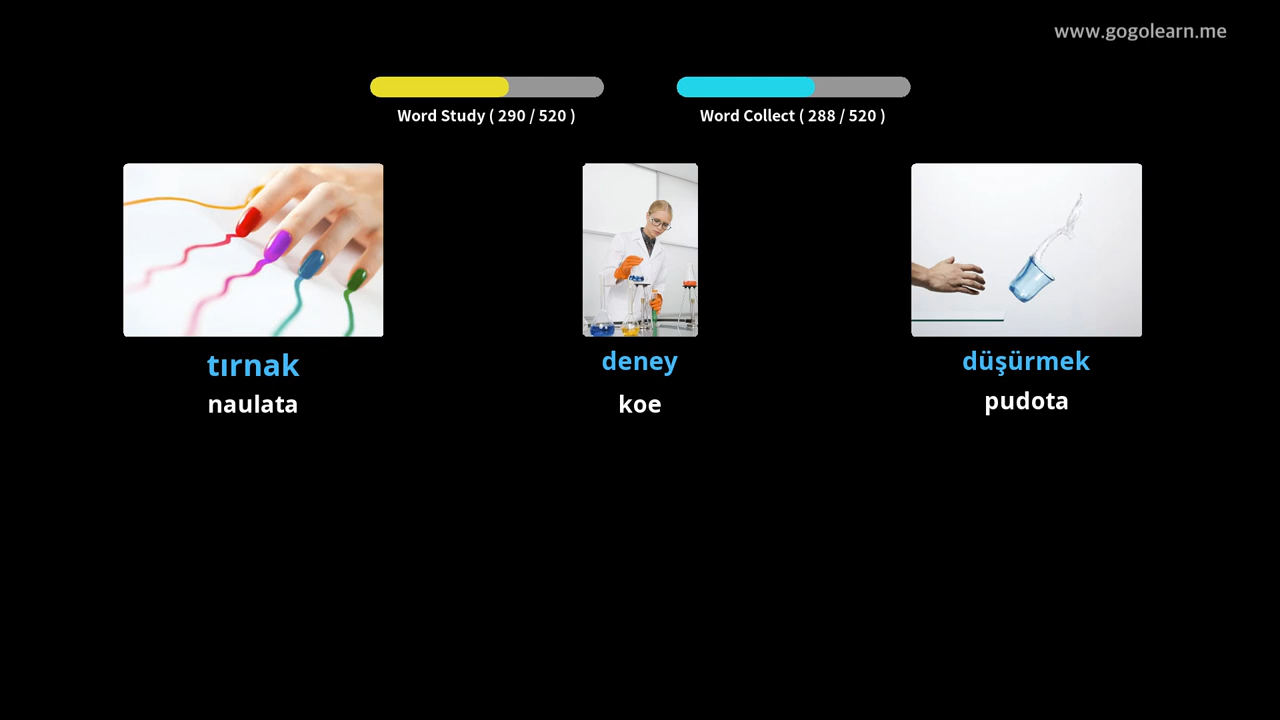 www.gogolearn.me
Word Study ( 290 / 520 )
Word Collect ( 288 / 520 )
tırnak
naulata
deney
koe
düşürmek
pudota